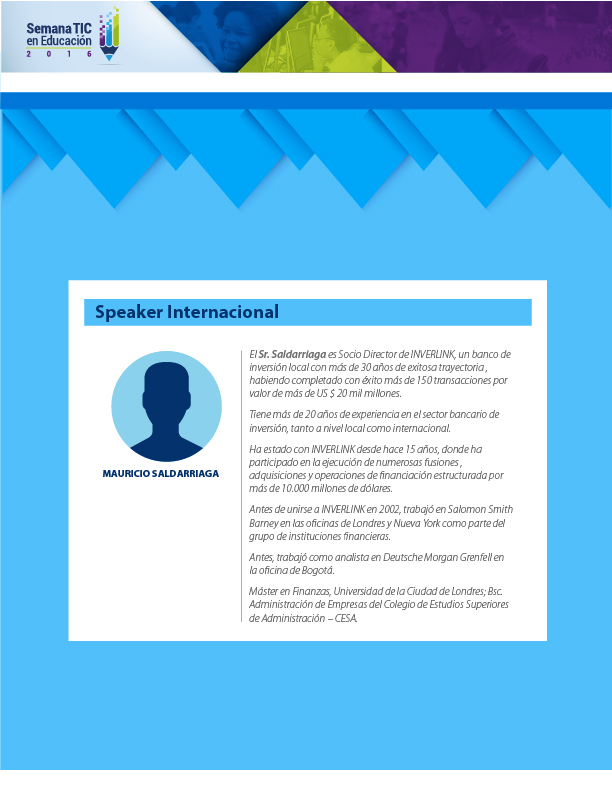 Semana TIC
en Educación
2 0 1 6
Speaker Internacional
El Sr. Saldarriaga es Socio Director de INVERLINK, un banco de
inversión local con más de 30 años de exitosa trayectoria ,
habiendo completado con éxito más de 150 transacciones por
valor de más de US $ 20 mil millones.
Tiene más de 20 años de experiencia en el sector bancario de
inversión, tanto a nivel local como internacional.
Ha estado con INVERLINK desde hace 15 años, donde ha
participado en la ejecución de numerosas fusiones ,
adquisiciones y operaciones de financiación estructurada por
más de 10.000 millones de dólares.
Antes de unirse a INVERLINK en 2002, trabajó en Salomon Smith
Barney en las oficinas de Londres y Nueva York como parte del
grupo de instituciones financieras.
Antes, trabajó como analista en Deutsche Morgan Grenfell en
la oficina de Bogotá.
Máster en Finanzas, Universidad de la Ciudad de Londres; Bsc.
Administración de Empresas del Colegio de Estudios Superiores
de Administración – CESA.
MAURICIO SALDARRIAGA